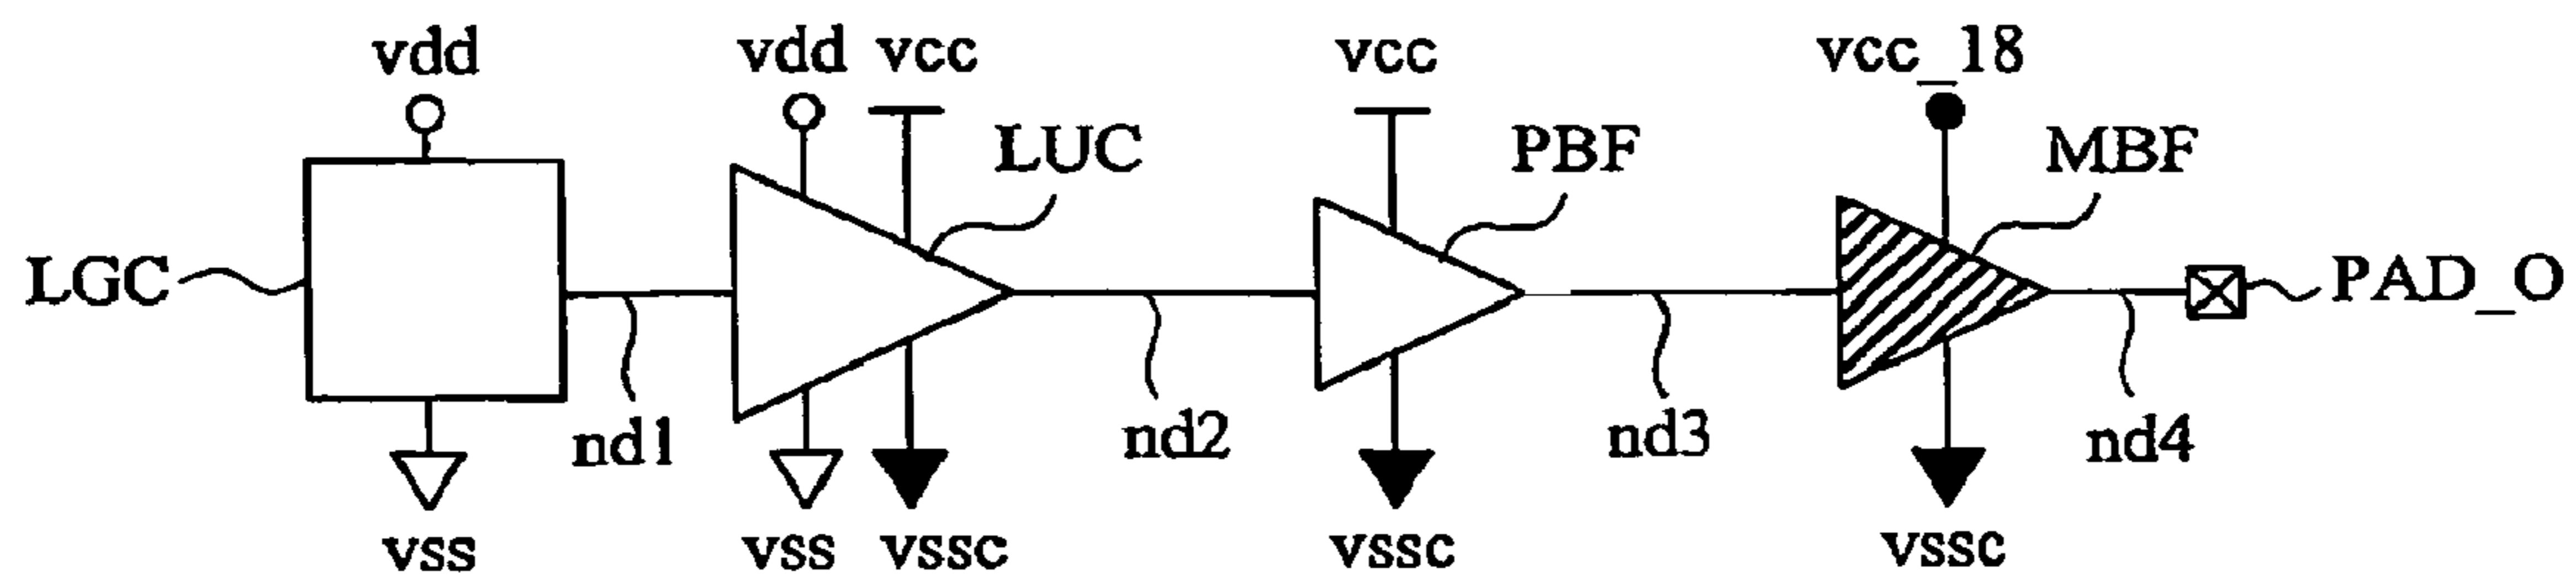 vdd
vdd
vcc
vcc
vcc_18
LUC
PBF
MBF
LGC
PAD_O
nd1
nd2
nd3
nd4
vss
vss
vssc
vssc
vssc